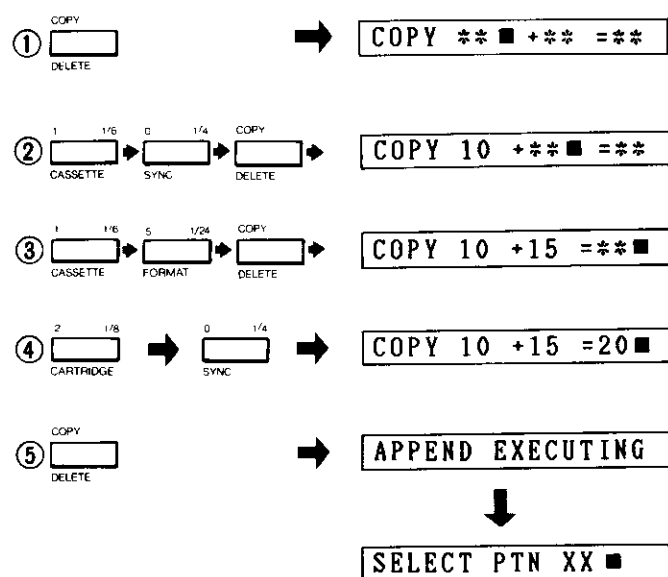 COPY
① COPY **■+** =**
DELETE
1 1/6 0 1/4 COPY
② COPY 10 +**■ =**
CASSETTE SYNC DELETE
1 1/6 5 1/24 COPY
③ COPY 10 +15 =**■
CASSETTE FORMAT DELETE
2 1/8 0 1/4
④ COPY 10 +15 =20■
CARTRIDGE SYNC
COPY
⑤ APPEND EXECUTING
DELETE
SELECT PTN XX■